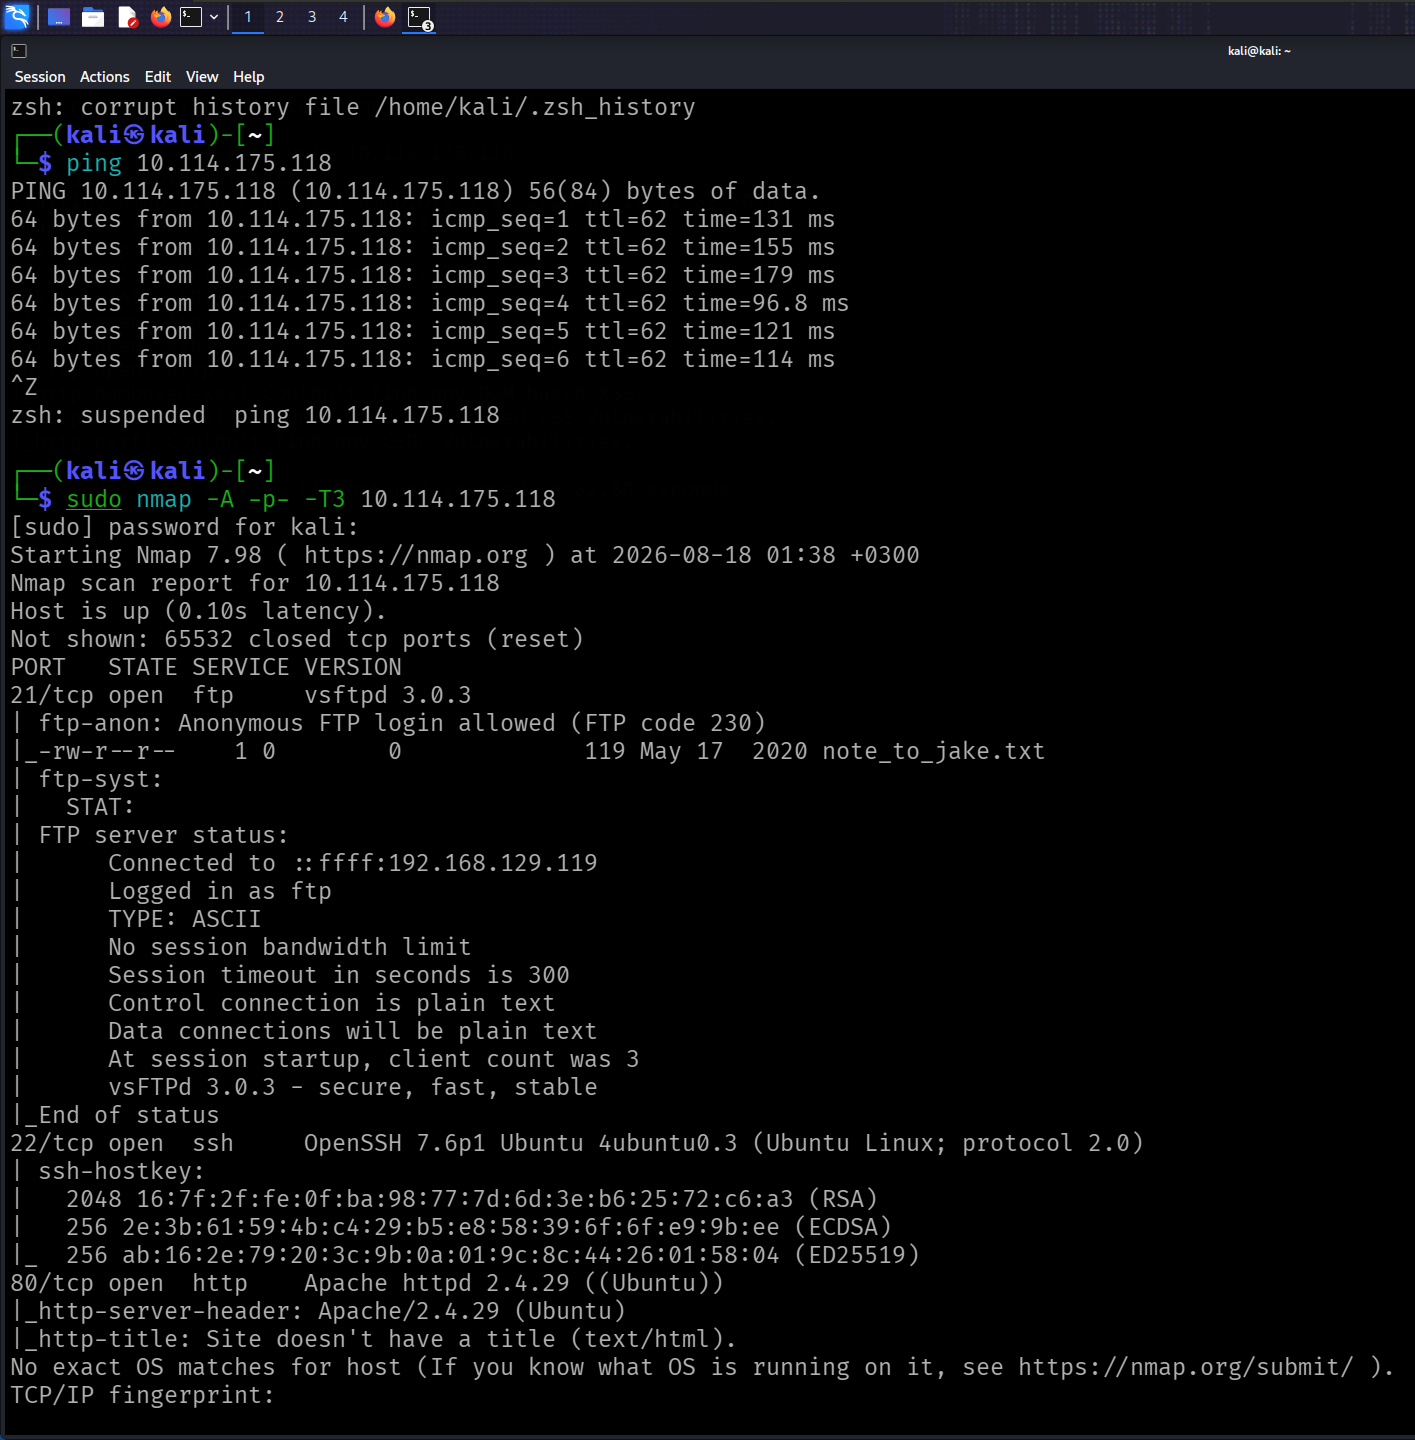 1 2 3 4 3
kali@kali: ~
Session Actions Edit View Help
zsh: corrupt history file /home/kali/.zsh_history
┌──(kali㉿kali)-[~]
└─$ ping 10.114.175.118
PING 10.114.175.118 (10.114.175.118) 56(84) bytes of data.
64 bytes from 10.114.175.118: icmp_seq=1 ttl=62 time=131 ms
64 bytes from 10.114.175.118: icmp_seq=2 ttl=62 time=155 ms
64 bytes from 10.114.175.118: icmp_seq=3 ttl=62 time=179 ms
64 bytes from 10.114.175.118: icmp_seq=4 ttl=62 time=96.8 ms
64 bytes from 10.114.175.118: icmp_seq=5 ttl=62 time=121 ms
64 bytes from 10.114.175.118: icmp_seq=6 ttl=62 time=114 ms
^Z
zsh: suspended  ping 10.114.175.118
┌──(kali㉿kali)-[~]
└─$ sudo nmap -A -p- -T3 10.114.175.118
[sudo] password for kali:
Starting Nmap 7.98 ( https://nmap.org ) at 2026-08-18 01:38 +0300
Nmap scan report for 10.114.175.118
Host is up (0.10s latency).
Not shown: 65532 closed tcp ports (reset)
PORT   STATE SERVICE VERSION
21/tcp open  ftp     vsftpd 3.0.3
| ftp-anon: Anonymous FTP login allowed (FTP code 230)
|_-rw-r--r--    1 0        0             119 May 17  2020 note_to_jake.txt
| ftp-syst:
|   STAT:
| FTP server status:
|      Connected to ::ffff:192.168.129.119
|      Logged in as ftp
|      TYPE: ASCII
|      No session bandwidth limit
|      Session timeout in seconds is 300
|      Control connection is plain text
|      Data connections will be plain text
|      At session startup, client count was 3
|      vsFTPd 3.0.3 - secure, fast, stable
|_End of status
22/tcp open  ssh     OpenSSH 7.6p1 Ubuntu 4ubuntu0.3 (Ubuntu Linux; protocol 2.0)
| ssh-hostkey:
|   2048 16:7f:2f:fe:0f:ba:98:77:7d:6d:3e:b6:25:72:c6:a3 (RSA)
|   256 2e:3b:61:59:4b:c4:29:b5:e8:58:39:6f:6f:e9:9b:ee (ECDSA)
|_  256 ab:16:2e:79:20:3c:9b:0a:01:9c:8c:44:26:01:58:04 (ED25519)
80/tcp open  http    Apache httpd 2.4.29 ((Ubuntu))
|_http-server-header: Apache/2.4.29 (Ubuntu)
|_http-title: Site doesn't have a title (text/html).
No exact OS matches for host (If you know what OS is running on it, see https://nmap.org/submit/ ).
TCP/IP fingerprint: